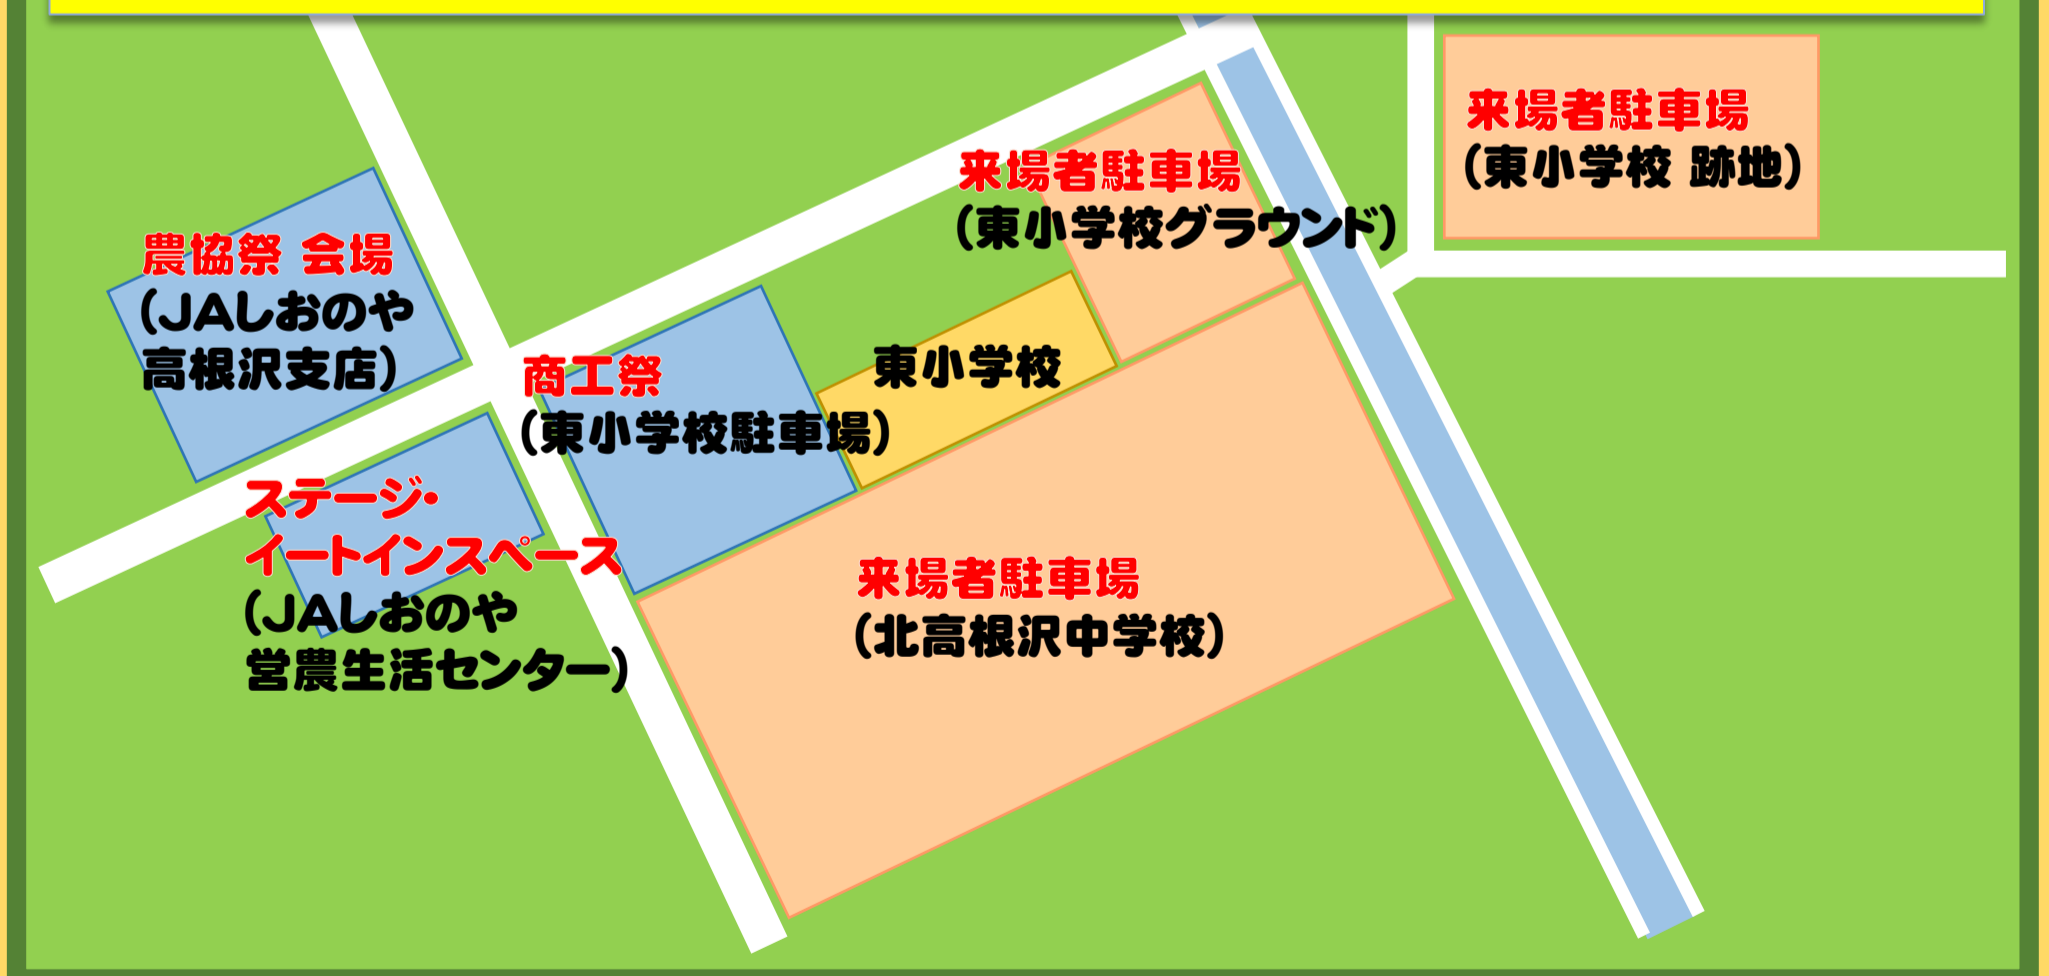 来場者駐車場
(東小学校 跡地)
来場者駐車場
(東小学校グラウンド)
農協祭 会場
(JAしおのや
高根沢支店)
商工祭
(東小学校駐車場)
東小学校
ステージ・
イートインスペース
(JAしおのや
営農生活センター)
来場者駐車場
(北高根沢中学校)